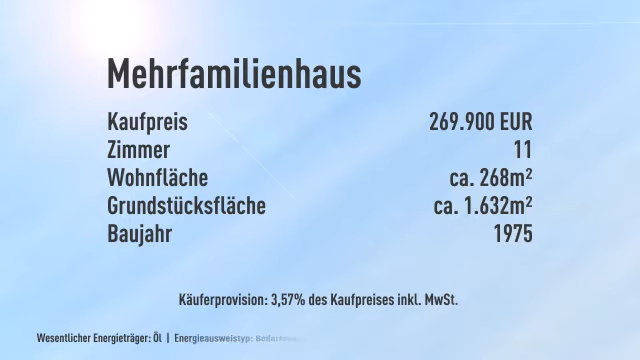 Mehrfamilienhaus
Kaufpreis 269.900 EUR
Zimmer 11
Wohnfläche ca. 268m²
Grundstücksfläche ca. 1.632m²
Baujahr 1975
Käuferprovision: 3,57% des Kaufpreises inkl. MwSt.
Wesentlicher Energieträger: Öl | Energieausweistyp: